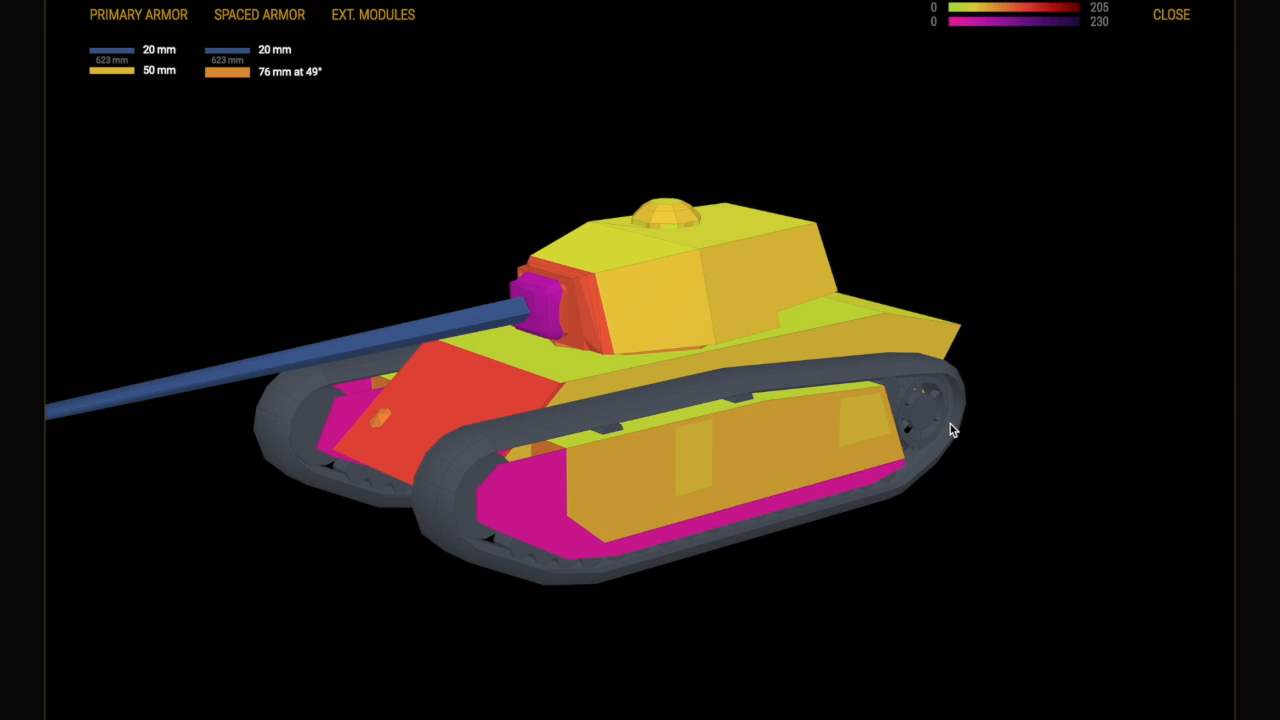 PRIMARY ARMOR SPACED ARMOR EXT. MODULES
0 205
0 230
CLOSE
20 mm 20 mm
623 mm 623 mm
50 mm 76 mm at 49°